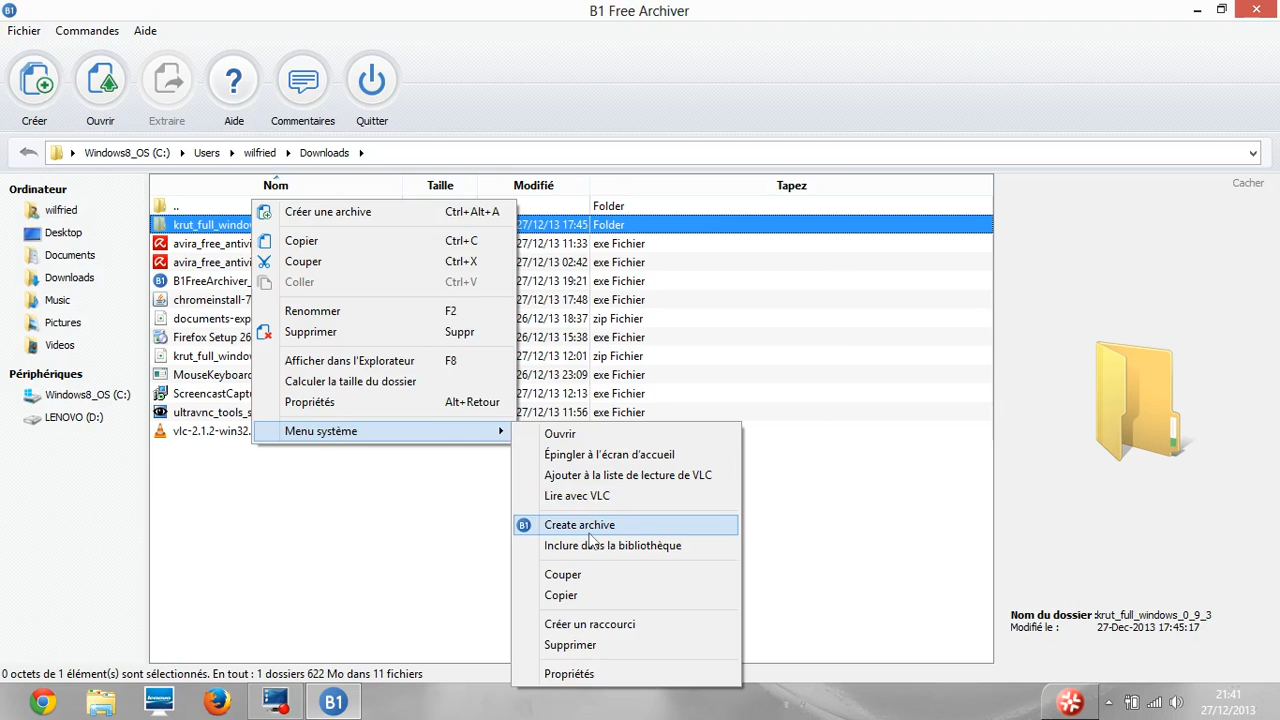 B1 Free Archiver
Fichier Commandes Aide
Créer Ouvrir Extraire Aide Commentaires Quitter
Windows8_OS (C:) Users wilfried Downloads
Ordinateur
wilfried
Desktop
Documents
Downloads
Music
Pictures
Videos
Périphériques
Windows8_OS (C:)
LENOVO (D:)
Nom Taille Modifié Tapez
.. Folder
krut_full_windo 27/12/13 17:45 Folder
avira_free_antivi 27/12/13 11:33 exe Fichier
avira_free_antivi 27/12/13 02:42 exe Fichier
B1FreeArchiver_ 27/12/13 19:21 exe Fichier
chromeinstall-7 27/12/13 17:48 exe Fichier
documents-exp 26/12/13 18:37 zip Fichier
Firefox Setup 26 26/12/13 15:38 exe Fichier
krut_full_windo 27/12/13 12:01 zip Fichier
MouseKeyboar 26/12/13 23:09 exe Fichier
ScreencastCapt 27/12/13 12:13 exe Fichier
ultravnc_tools_s 27/12/13 11:56 exe Fichier
vlc-2.1.2-win32.
Créer une archive Ctrl+Alt+A
Copier Ctrl+C
Couper Ctrl+X
Coller Ctrl+V
Renommer F2
Supprimer Suppr
Afficher dans l'Explorateur F8
Calculer la taille du dossier
Propriétés Alt+Retour
Menu système
Ouvrir
Épingler à l'écran d'accueil
Ajouter à la liste de lecture de VLC
Lire avec VLC
B1 Create archive
Inclure dans la bibliothèque
Couper
Copier
Créer un raccourci
Supprimer
Propriétés
Cacher
Nom du dossier :krut_full_windows_0_9_3
Modifié le : 27-Dec-2013 17:45:17
0 octets de 1 élément(s) sont sélectionnés. En tout : 1 dossiers 622 Mo dans 11 fichiers
Lenovo
B1
21:41
27/12/2013